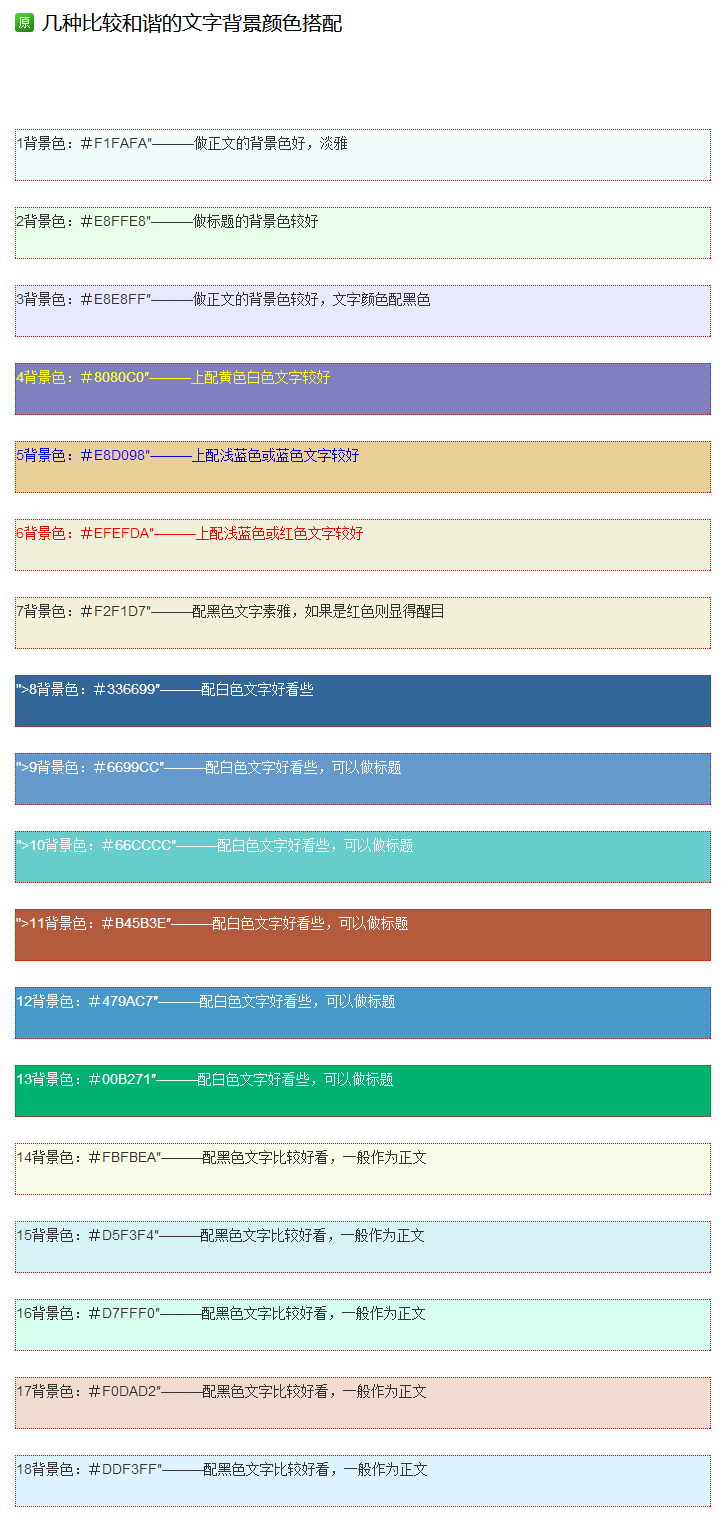 原 几种比较和谐的文字背景颜色搭配
1背景色：＃F1FAFA"———做正文的背景色好，淡雅
2背景色：＃E8FFE8"———做标题的背景色较好
3背景色：＃E8E8FF"———做正文的背景色较好，文字颜色配黑色
4背景色：＃8080C0"———上配黄色白色文字较好
5背景色：＃E8D098"———上配浅蓝色或蓝色文字较好
6背景色：＃EFEFDA"———上配浅蓝色或红色文字较好
7背景色：＃F2F1D7"———配黑色文字素雅，如果是红色则显得醒目
">8背景色：＃336699"———配白色文字好看些
">9背景色：＃6699CC"———配白色文字好看些，可以做标题
">10背景色：＃66CCCC"———配白色文字好看些，可以做标题
">11背景色：＃B45B3E"———配白色文字好看些，可以做标题
12背景色：＃479AC7"———配白色文字好看些，可以做标题
13背景色：＃00B271"———配白色文字好看些，可以做标题
14背景色：＃FBFBEA"———配黑色文字比较好看，一般作为正文
15背景色：＃D5F3F4"———配黑色文字比较好看，一般作为正文
16背景色：＃D7FFF0"———配黑色文字比较好看，一般作为正文
17背景色：＃F0DAD2"———配黑色文字比较好看，一般作为正文
18背景色：＃DDF3FF"———配黑色文字比较好看，一般作为正文